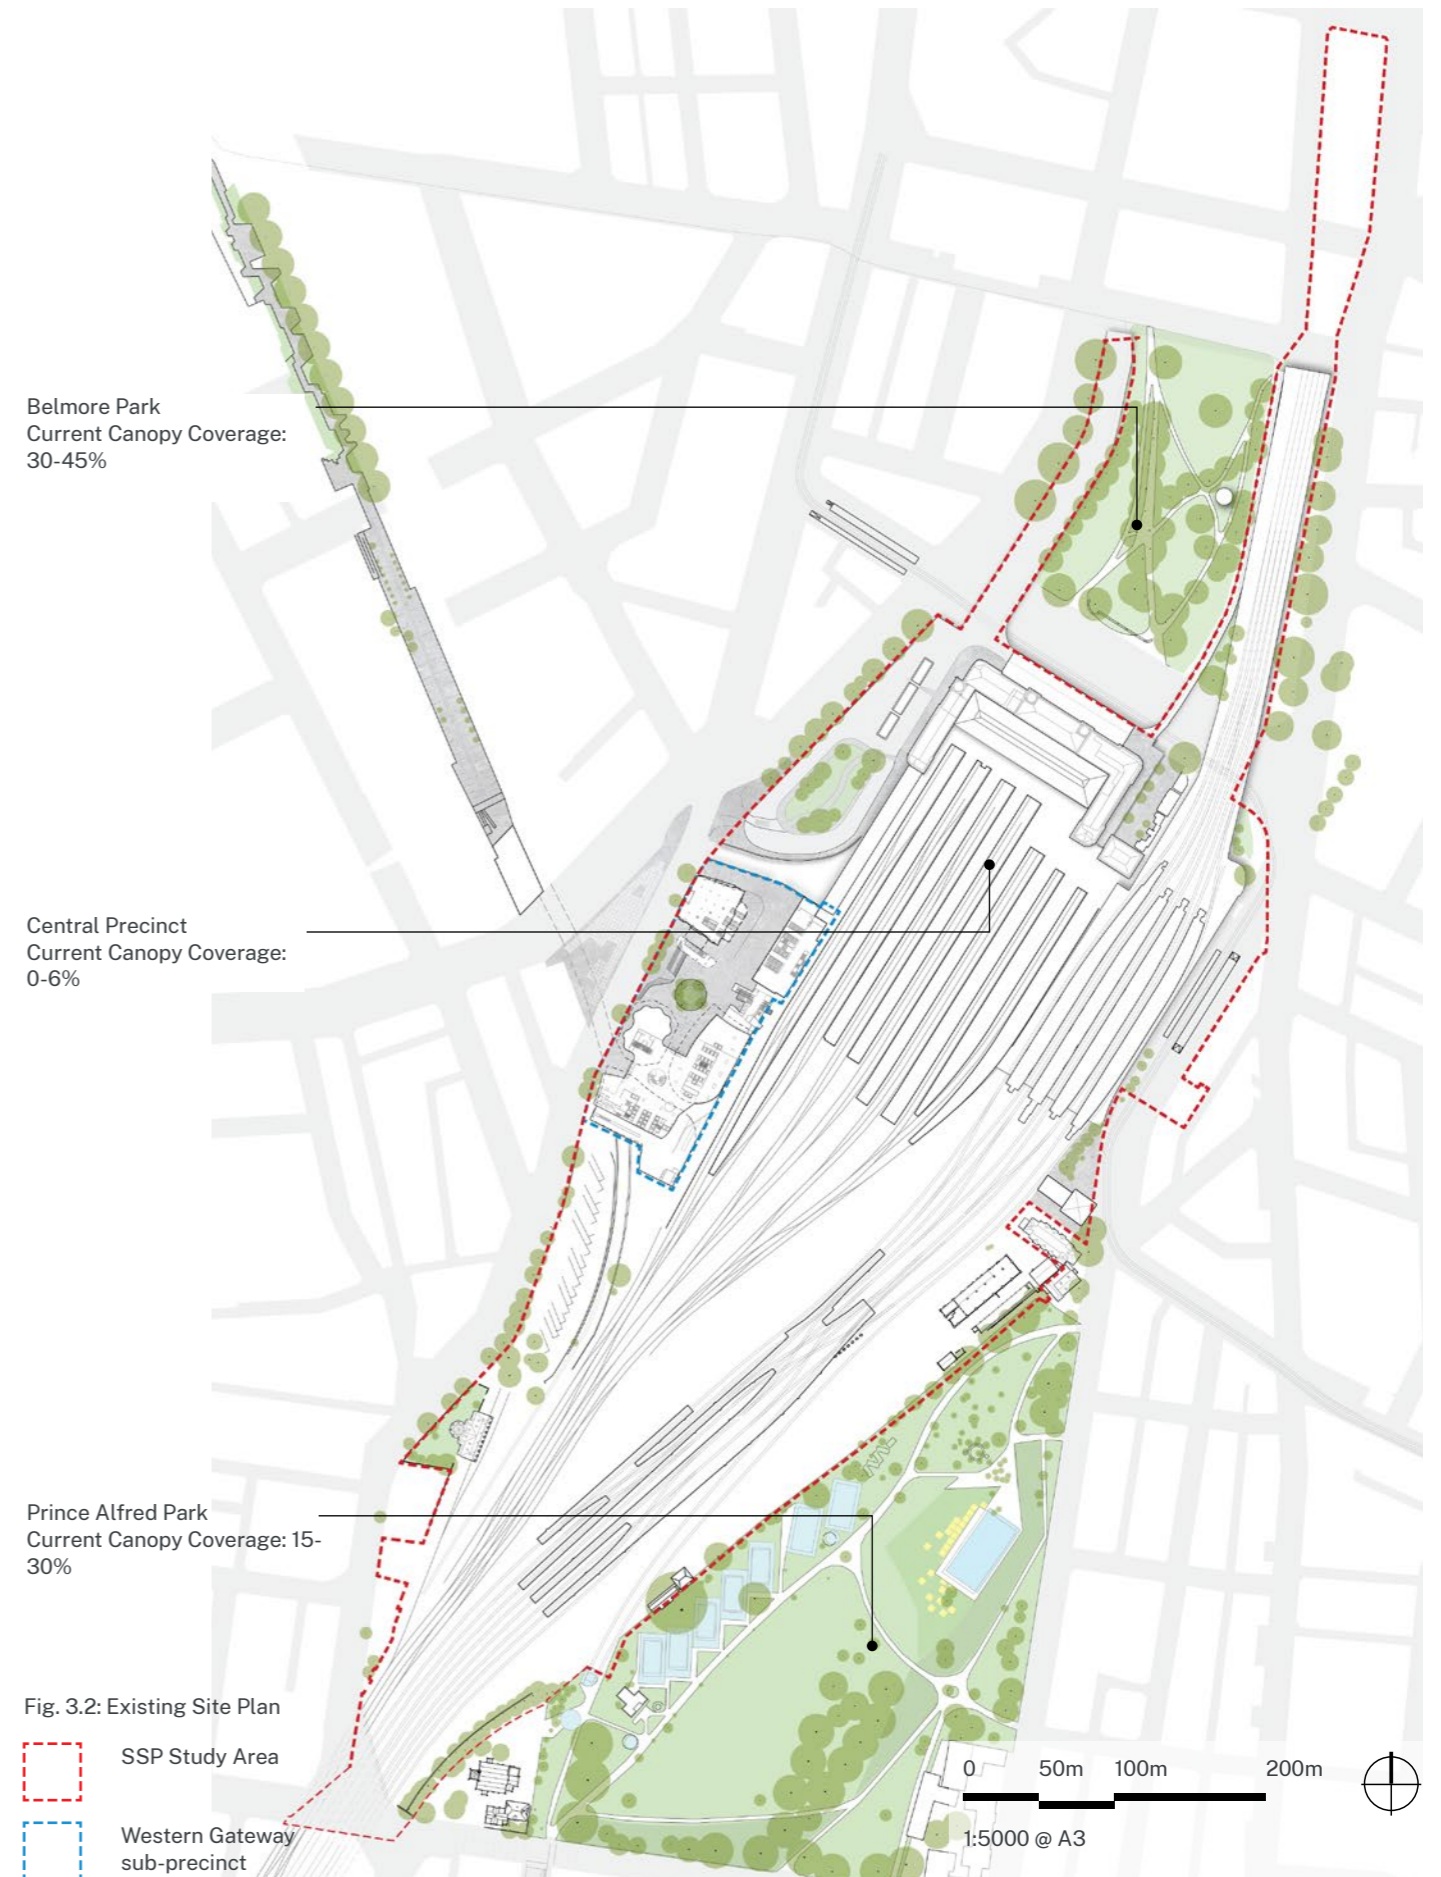 Belmore Park
Current Canopy Coverage:
30-45%
Central Precinct
Current Canopy Coverage:
0-6%
Prince Alfred Park
Current Canopy Coverage: 15-
30%
Fig. 3.2: Existing Site Plan
SSP Study Area
Western Gateway
sub-precinct
0 50m 100m 200m
1:5000 @ A3